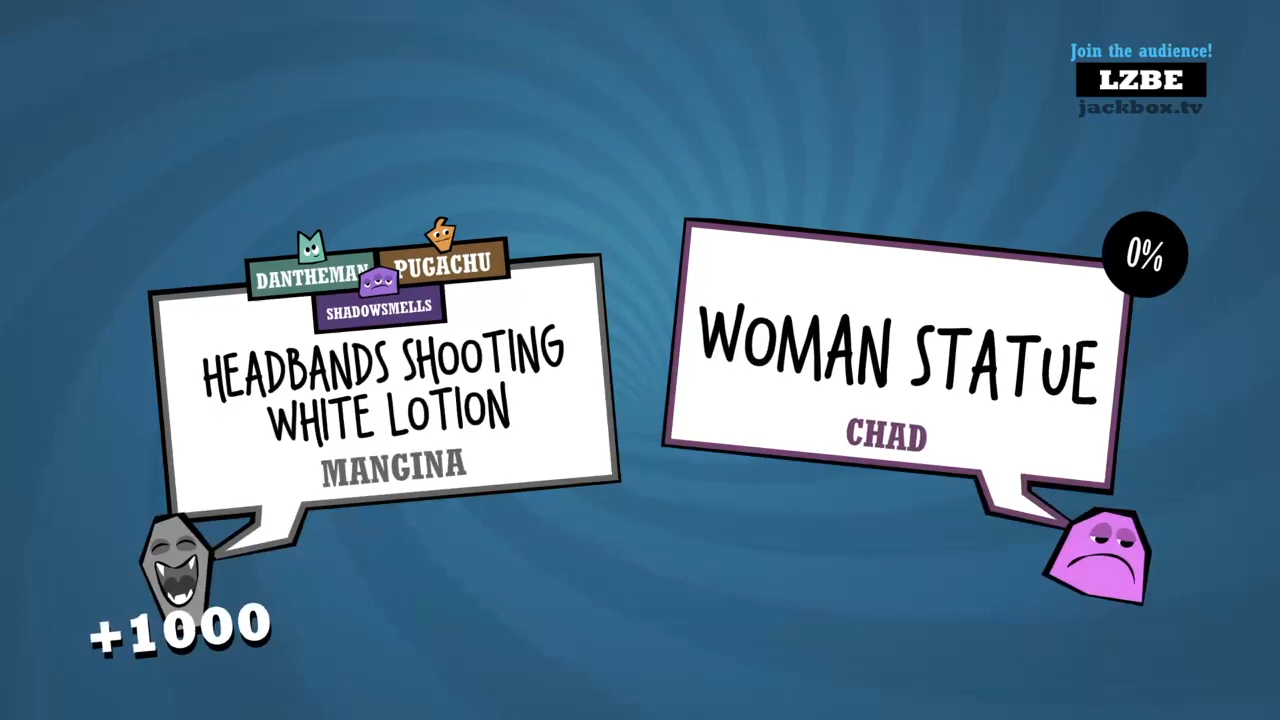 Join the audience!
LZBE
jackbox.tv
DANTHEMAN
PUGACHU
SHADOWSMELLS
HEADBANDS SHOOTING
WHITE LOTION
MANGINA
+1000
0%
WOMAN STATUE
CHAD